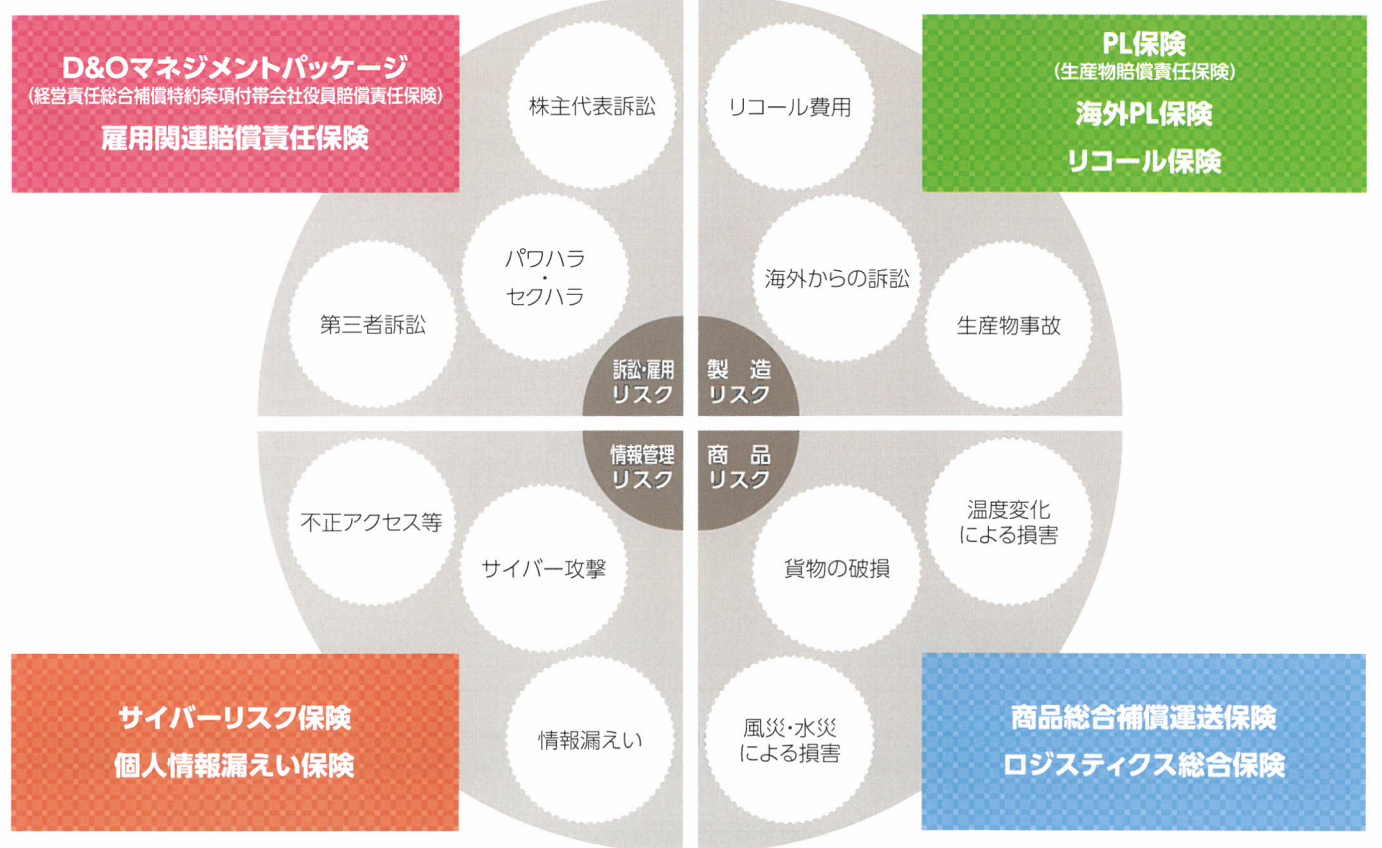 D&Oマネジメントパッケージ
(経営責任総合補償特約条項付帯会社役員賠償責任保険)
雇用関連賠償責任保険
株主代表訴訟
パワハラ
・
セクハラ
第三者訴訟
訴訟・雇用
リスク
PL保険
(生産物賠償責任保険)
海外PL保険
リコール保険
リコール費用
海外からの訴訟
生産物事故
製造
リスク
情報管理
リスク
不正アクセス等
サイバー攻撃
情報漏えい
サイバーリスク保険
個人情報漏えい保険
商品
リスク
温度変化
による損害
貨物の破損
風災・水災
による損害
商品総合補償運送保険
ロジスティクス総合保険